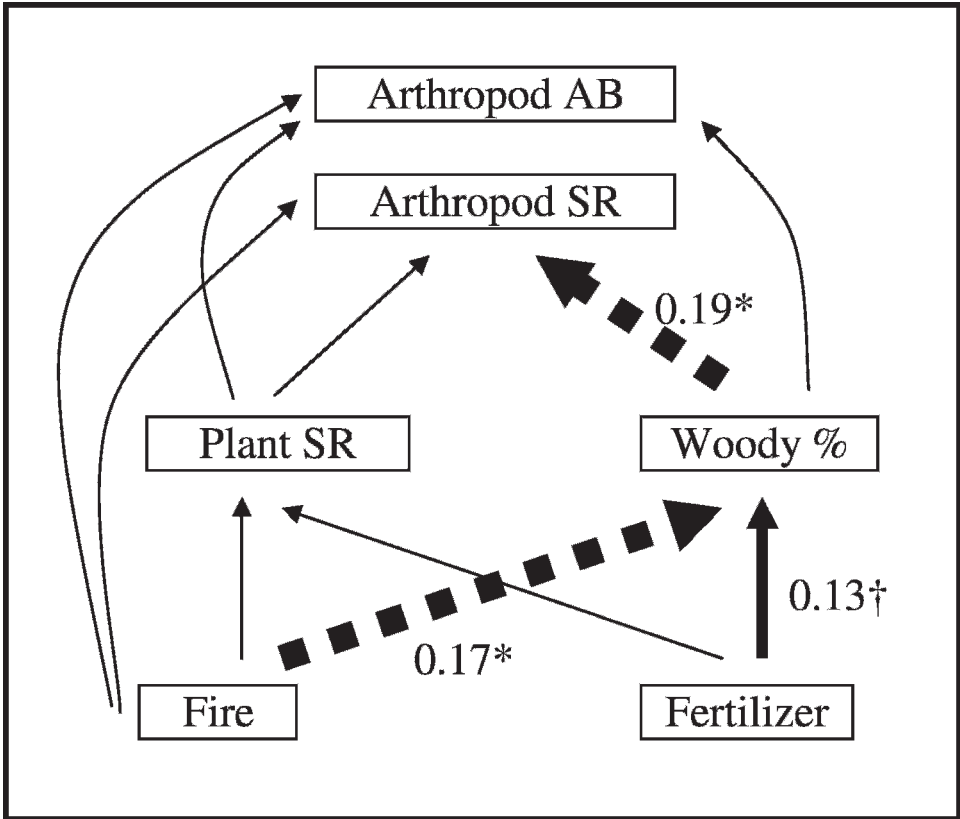 Arthropod AB
Arthropod SR
0.19*
Plant SR
Woody %
0.13†
0.17*
Fire
Fertilizer